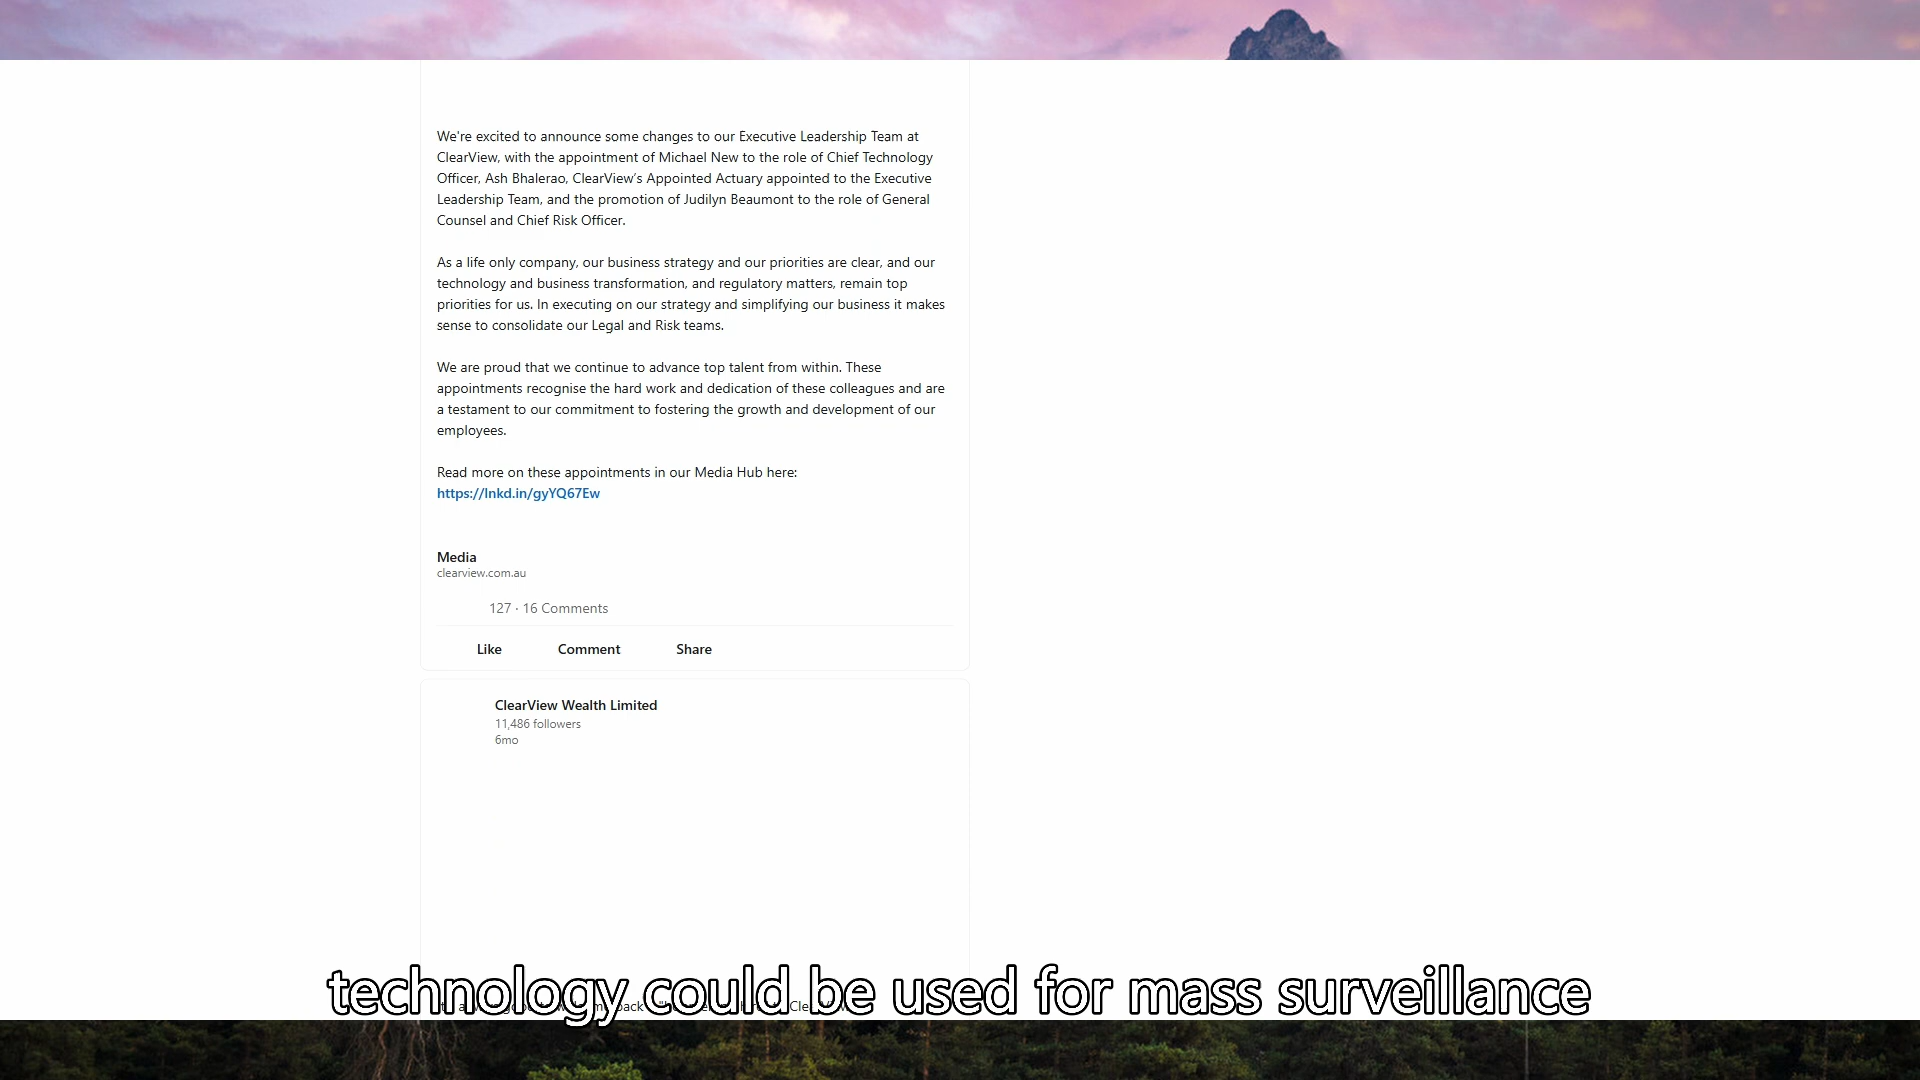 We're excited to announce some changes to our Executive Leadership Team at
ClearView, with the appointment of Michael New to the role of Chief Technology
Officer, Ash Bhalerao, ClearView’s Appointed Actuary appointed to the Executive
Leadership Team, and the promotion of Judilyn Beaumont to the role of General
Counsel and Chief Risk Officer.
As a life only company, our business strategy and our priorities are clear, and our
technology and business transformation, and regulatory matters, remain top
priorities for us. In executing on our strategy and simplifying our business it makes
sense to consolidate our Legal and Risk teams.
We are proud that we continue to advance top talent from within. These
appointments recognise the hard work and dedication of these colleagues and are
a testament to our commitment to fostering the growth and development of our
employees.
Read more on these appointments in our Media Hub here:
https://lnkd.in/gyYQ67Ew
Media
clearview.com.au
127 · 16 Comments
Like Comment Share
ClearView Wealth Limited
11,486 followers
6mo
technology could be used for mass surveillance